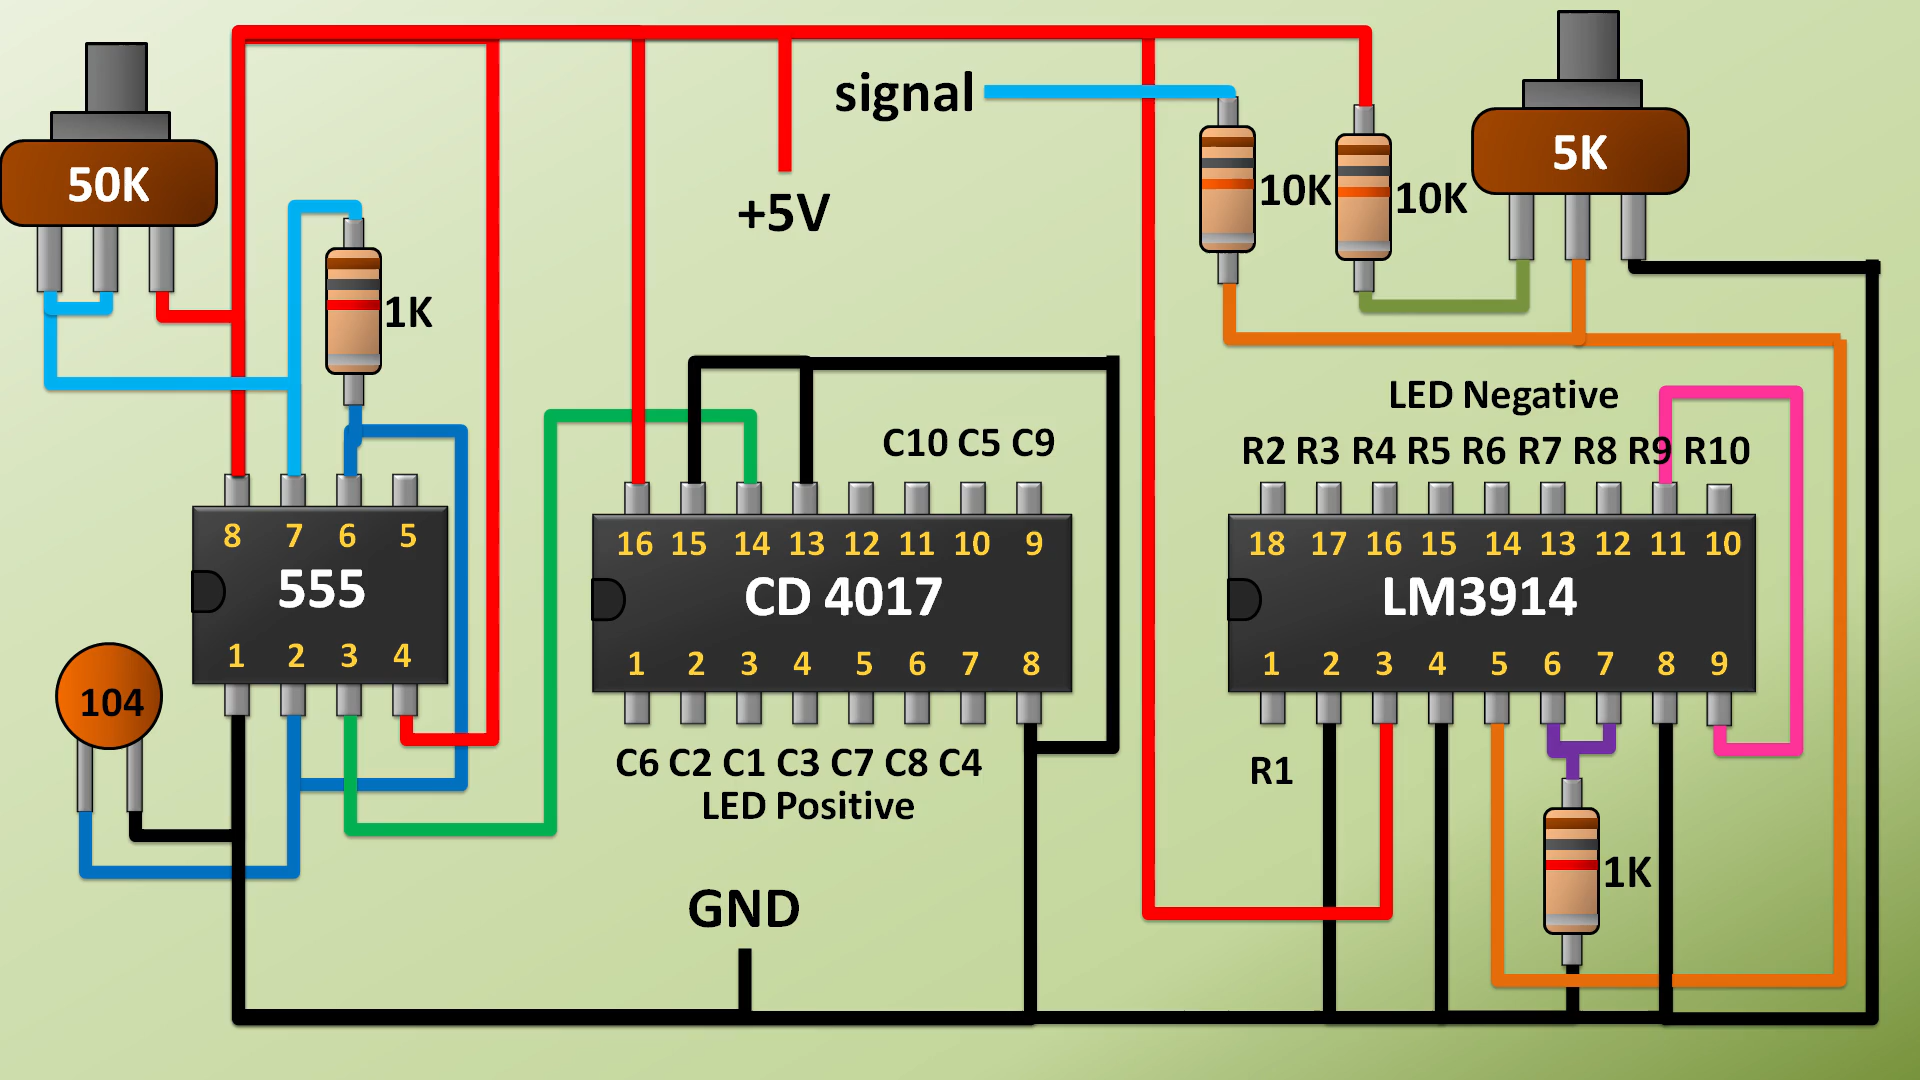 signal
+5V
50K
1K
10K
10K
5K
LED Negative
C10 C5 C9
R2 R3 R4 R5 R6 R7 R8 R9 R10
8 7 6 5
555
1 2 3 4
16 15 14 13 12 11 10 9
CD 4017
1 2 3 4 5 6 7 8
18 17 16 15 14 13 12 11 10
LM3914
1 2 3 4 5 6 7 8 9
104
C6 C2 C1 C3 C7 C8 C4
LED Positive
R1
1K
GND